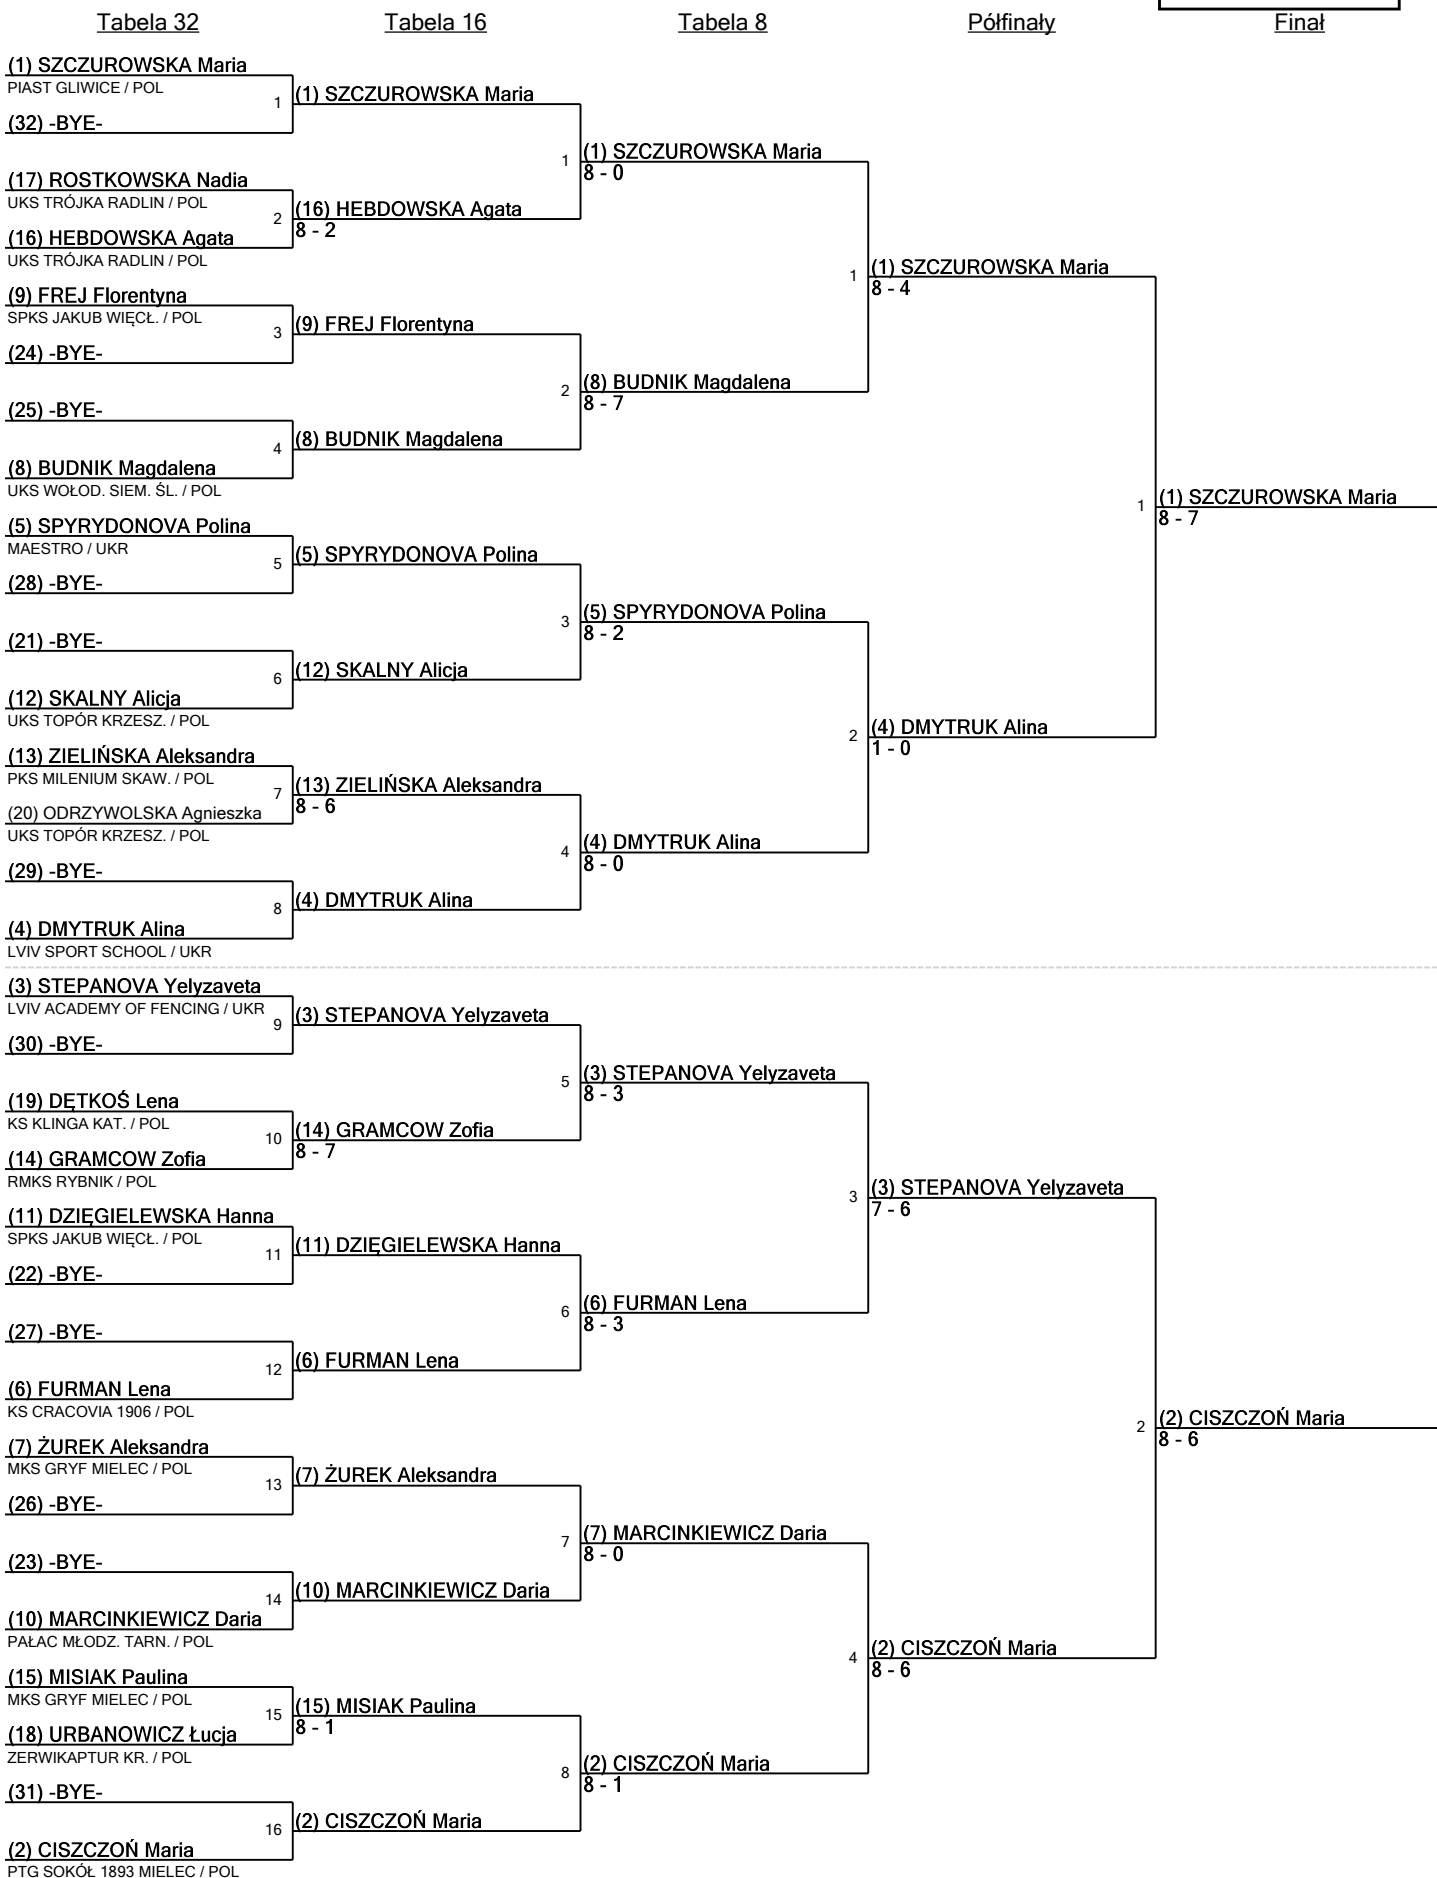 Tabela 32
Tabela 16
Tabela 8
Półfinały
Finał
(1) SZCZUROWSKA Maria
PIAST GLIWICE / POL
1
(32) -BYE-
(17) ROSTKOWSKA Nadia
UKS TRÓJKA RADLIN / POL
2
(16) HEBDOWSKA Agata
UKS TRÓJKA RADLIN / POL
(9) FREJ Florentyna
SPKS JAKUB WIĘCŁ. / POL
3
(24) -BYE-
(25) -BYE-
4
(8) BUDNIK Magdalena
UKS WOŁOD. SIEM. ŚL. / POL
(5) SPYRYDONOVA Polina
MAESTRO / UKR
5
(28) -BYE-
(21) -BYE-
6
(12) SKALNY Alicja
UKS TOPÓR KRZESZ. / POL
(13) ZIELIŃSKA Aleksandra
PKS MILENIUM SKAW. / POL
7
(20) ODRZYWOLSKA Agnieszka
UKS TOPÓR KRZESZ. / POL
(29) -BYE-
8
(4) DMYTRUK Alina
LVIV SPORT SCHOOL / UKR
(3) STEPANOVA Yelyzaveta
LVIV ACADEMY OF FENCING / UKR
9
(30) -BYE-
(19) DĘTKOŚ Lena
KS KLINGA KAT. / POL
10
(14) GRAMCOW Zofia
RMKS RYBNIK / POL
(11) DZIĘGIELEWSKA Hanna
SPKS JAKUB WIĘCŁ. / POL
11
(22) -BYE-
(27) -BYE-
12
(6) FURMAN Lena
KS CRACOVIA 1906 / POL
(7) ŻUREK Aleksandra
MKS GRYF MIELEC / POL
13
(26) -BYE-
(23) -BYE-
14
(10) MARCINKIEWICZ Daria
PAŁAC MŁODZ. TARN. / POL
(15) MISIAK Paulina
MKS GRYF MIELEC / POL
15
(18) URBANOWICZ Łucja
ZERWIKAPTUR KR. / POL
(31) -BYE-
16
(2) CISZCZOŃ Maria
PTG SOKÓŁ 1893 MIELEC / POL
(1) SZCZUROWSKA Maria
1
(16) HEBDOWSKA Agata
8 - 2
(9) FREJ Florentyna
2
(8) BUDNIK Magdalena
(5) SPYRYDONOVA Polina
3
(12) SKALNY Alicja
(13) ZIELIŃSKA Aleksandra
8 - 6
4
(4) DMYTRUK Alina
(3) STEPANOVA Yelyzaveta
5
(14) GRAMCOW Zofia
8 - 7
(11) DZIĘGIELEWSKA Hanna
6
(6) FURMAN Lena
(7) ŻUREK Aleksandra
7
(10) MARCINKIEWICZ Daria
(15) MISIAK Paulina
8 - 1
8
(2) CISZCZOŃ Maria
(1) SZCZUROWSKA Maria
8 - 0
1
(8) BUDNIK Magdalena
8 - 7
(5) SPYRYDONOVA Polina
8 - 2
2
(4) DMYTRUK Alina
8 - 0
(3) STEPANOVA Yelyzaveta
8 - 3
3
(6) FURMAN Lena
8 - 3
(7) MARCINKIEWICZ Daria
8 - 0
4
(2) CISZCZOŃ Maria
8 - 1
(1) SZCZUROWSKA Maria
8 - 4
1
(4) DMYTRUK Alina
1 - 0
(3) STEPANOVA Yelyzaveta
7 - 6
2
(2) CISZCZOŃ Maria
8 - 6
(1) SZCZUROWSKA Maria
8 - 7
(2) CISZCZOŃ Maria
8 - 6